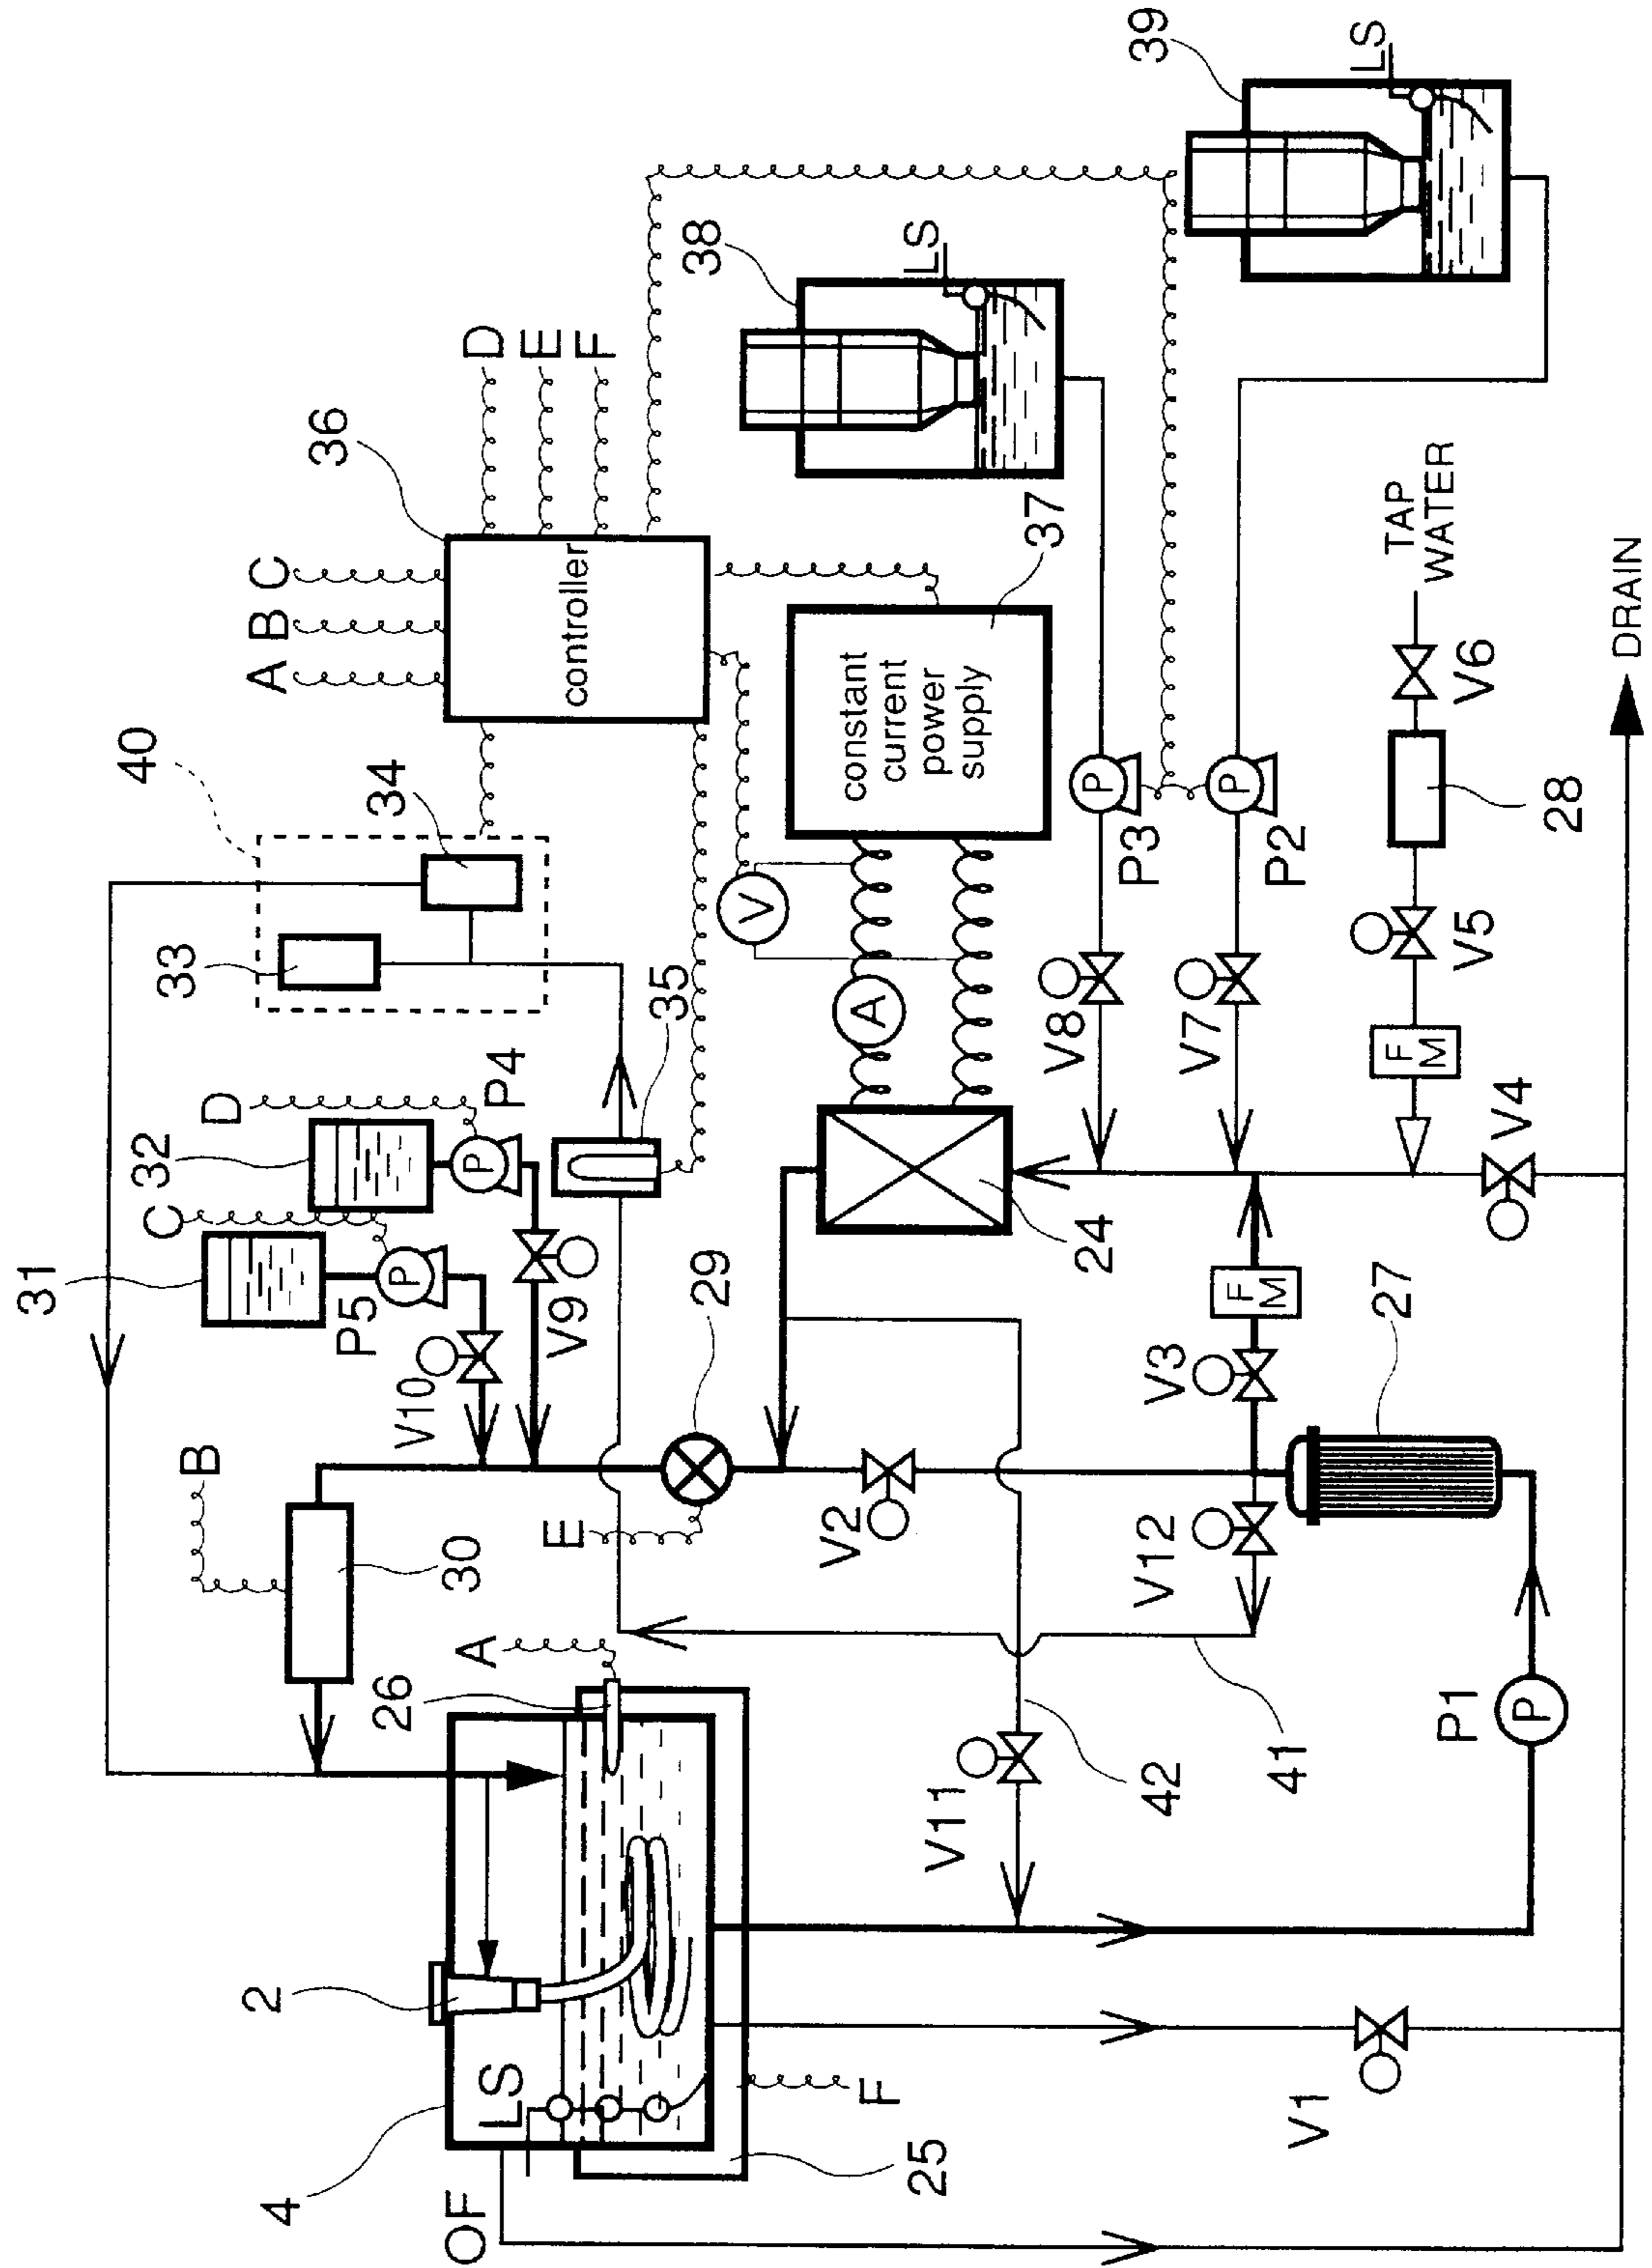 39
LS
38
LS
D
E
F
36
C
B
A
controller
37
constant
current
power
supply
TAP
WATER
DRAIN
V6
28
V5
F
M
V4
P
P3
P
P2
V8
V7
40
34
33
35
V
A
32
D
P
P4
31
C
P
P5
V9
V10
29
24
F
M
V3
27
B
30
E
V2
V12
A
26
41
42
V11
P1
P
2
LS
4
25
F
V1
OF